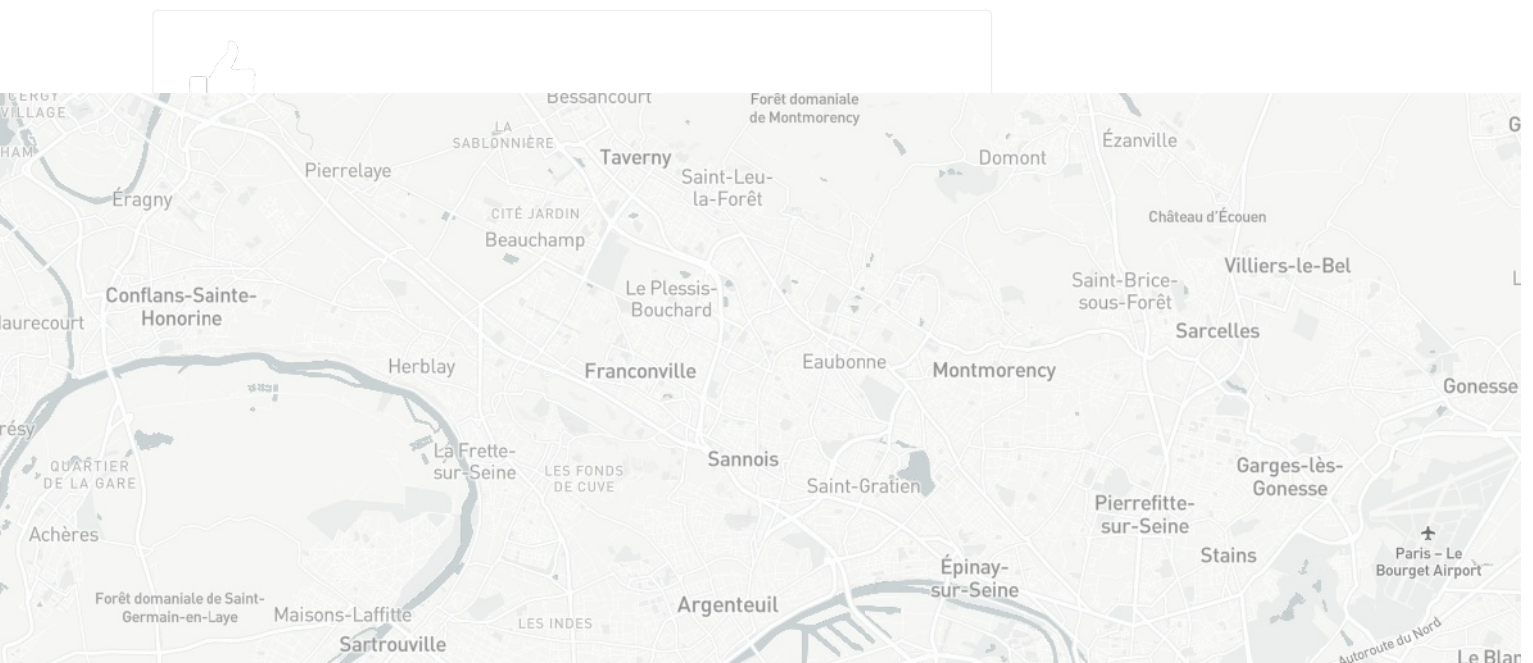 VILLAGE
HAM
Bessancourt
Forêt domaniale
de Montmorency
LA
SABLONNIÈRE
Taverny
Pierrelaye
Saint-Leu-
la-Forêt
Domont
Ézanville
Éragny
CITÉ JARDIN
Beauchamp
Château d'Écouen
Villiers-le-Bel
Conflans-Sainte-
Honorine
Le Plessis-
Bouchard
Saint-Brice-
sous-Forêt
Sarcelles
Herblay
Franconville
Eaubonne
Montmorency
Gonesse
QUARTIER
DE LA GARE
La Frette-
sur-Seine
LES FONDS
DE CUVE
Sannois
Saint-Gratien
Garges-lès-
Gonesse
Pierrefitte-
sur-Seine
Achères
Stains
Paris – Le
Bourget Airport
Épinay-
sur-Seine
Forêt domaniale de Saint-
Germain-en-Laye
Maisons-Laffitte
Argenteuil
LES INDES
Sartrouville
Autoroute du Nord